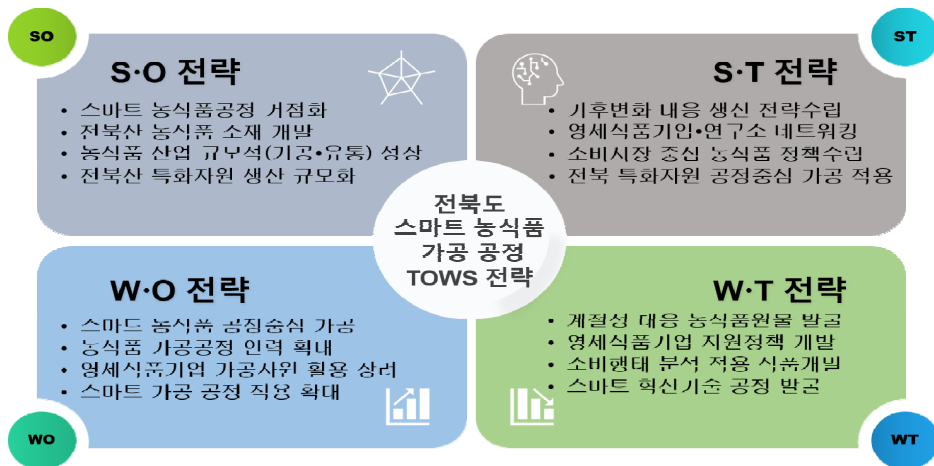 SO
ST
S·O 전략
• 스마트 농식품공정 거점화
• 전북산 농식품 소재 개발
• 농식품 산업 규모적(가공•유통) 성장
• 전북산 특화자원 생산 규모화
S·T 전략
• 기후변화 대응 생산 전략수립
• 영세식품기업•연구소 네트워킹
• 소비시장 중심 농식품 정책수립
• 전북 특화자원 공정중심 가공 적용
전북도
스마트 농식품
가공 공정
TOWS 전략
W·O 전략
• 스마트 농식품 공정중심 가공
• 농식품 가공공정 인력 확대
• 영세식품기업 가공자원 활용
• 스마트 가공 공정 적용 확대
W·T 전략
• 계절성 대응 농식품원물 발굴
• 영세식품기업 지원정책 개발
• 소비행태 분석 적용 식품개발
• 스마트 혁신기술 공정 발굴
WO
WT